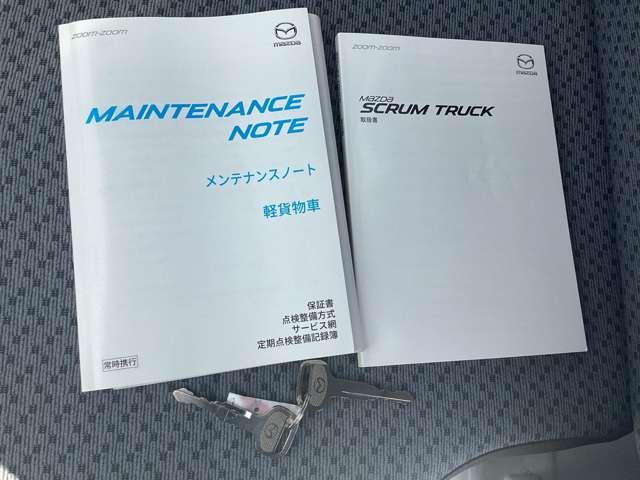 zoom-zoom
mazda
MAINTENANCE
NOTE
メンテナンスノート
軽貨物車
保証書
点検整備方式
サービス網
定期点検整備記録簿
常時携行
zoom-zoom
mazda
mazda
SCRUM TRUCK
取扱書